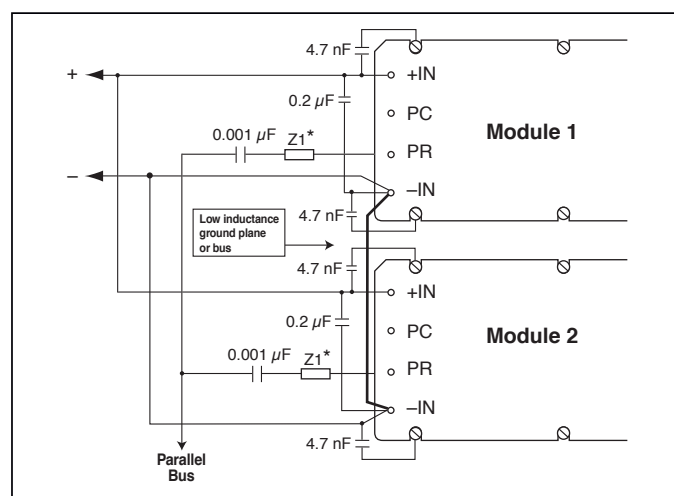 4.7 nF
+
+IN
0.2 µF
PC
Module 1
0.001 µF
Z1*
PR
–
–IN
4.7 nF
Low inductance
ground plane
or bus
4.7 nF
+IN
0.2 µF
PC
Module 2
0.001 µF
Z1*
PR
–IN
4.7 nF
Parallel
Bus